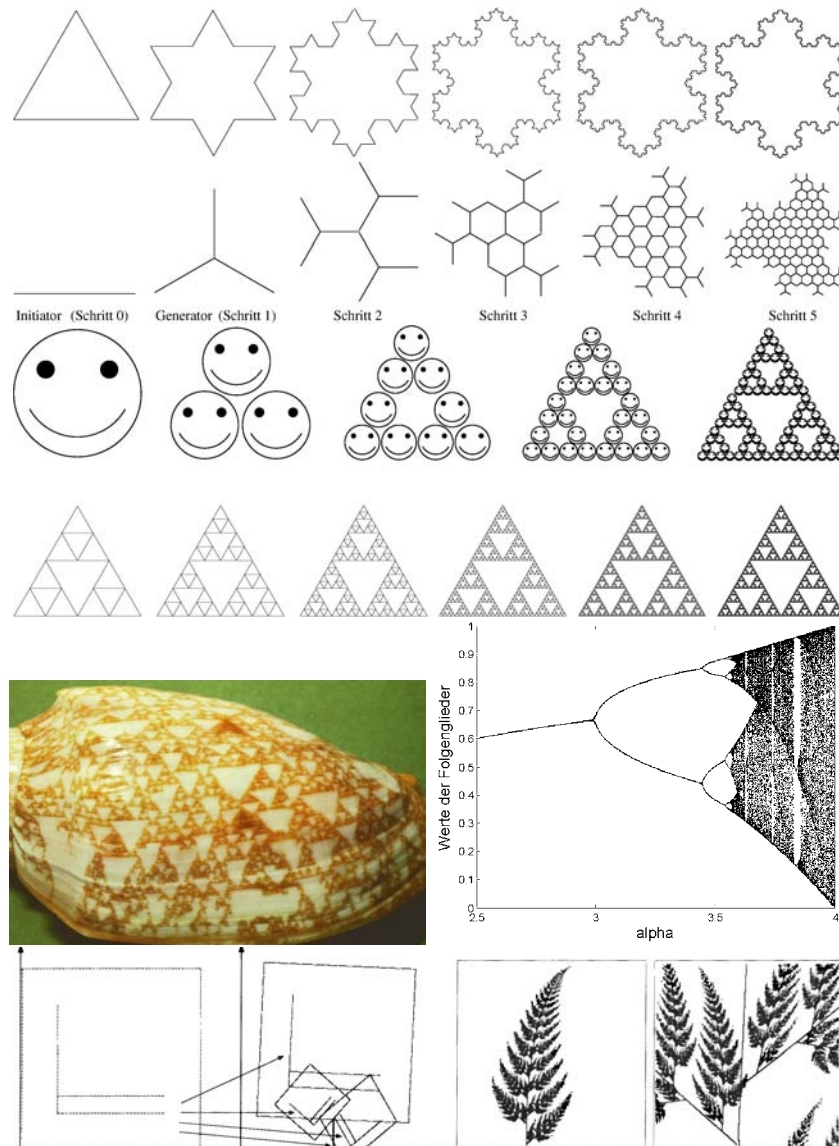 Initiator (Schritt 0) Generator (Schritt 1) Schritt 2 Schritt 3 Schritt 4 Schritt 5
1
0.9
0.8
0.7
0.6
0.5
0.4
0.3
0.2
0.1
0
Werte der Folgenglieder
2.5 3 3.5 4
alpha